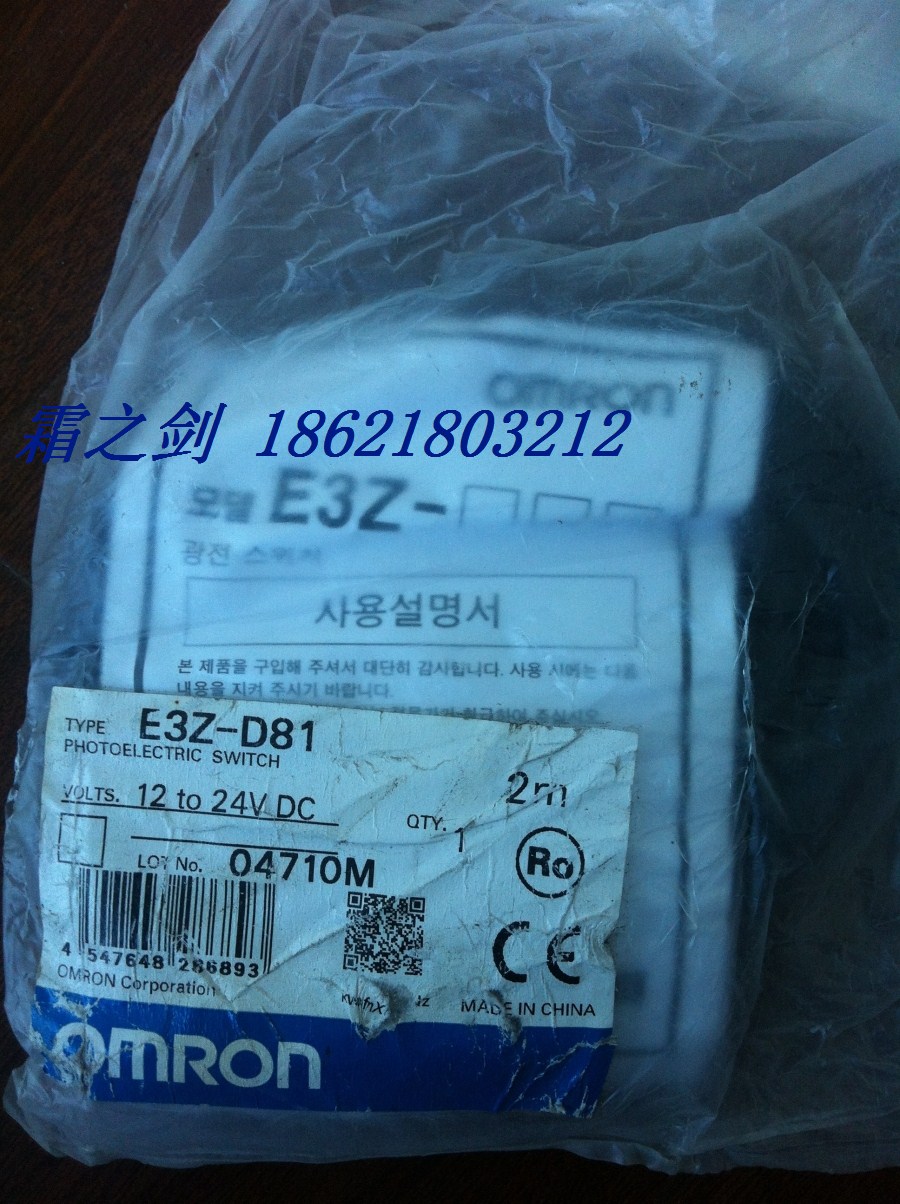 OMRON
霜之剑 18621803212
모델 E3Z-
광전 스위치
사용설명서
본 제품을 구입해 주셔서 대단히 감사합니다. 사용 시에는 다음
내용을 지켜 주시기 바랍니다.
TYPE E3Z-D81
PHOTOELECTRIC SWITCH
2m
VOLTS. 12 to 24V DC
QTY. 1
LOT No. 04710M
Ro
4 547648 286893
CE
OMRON Corporation
MADE IN CHINA
OMRON